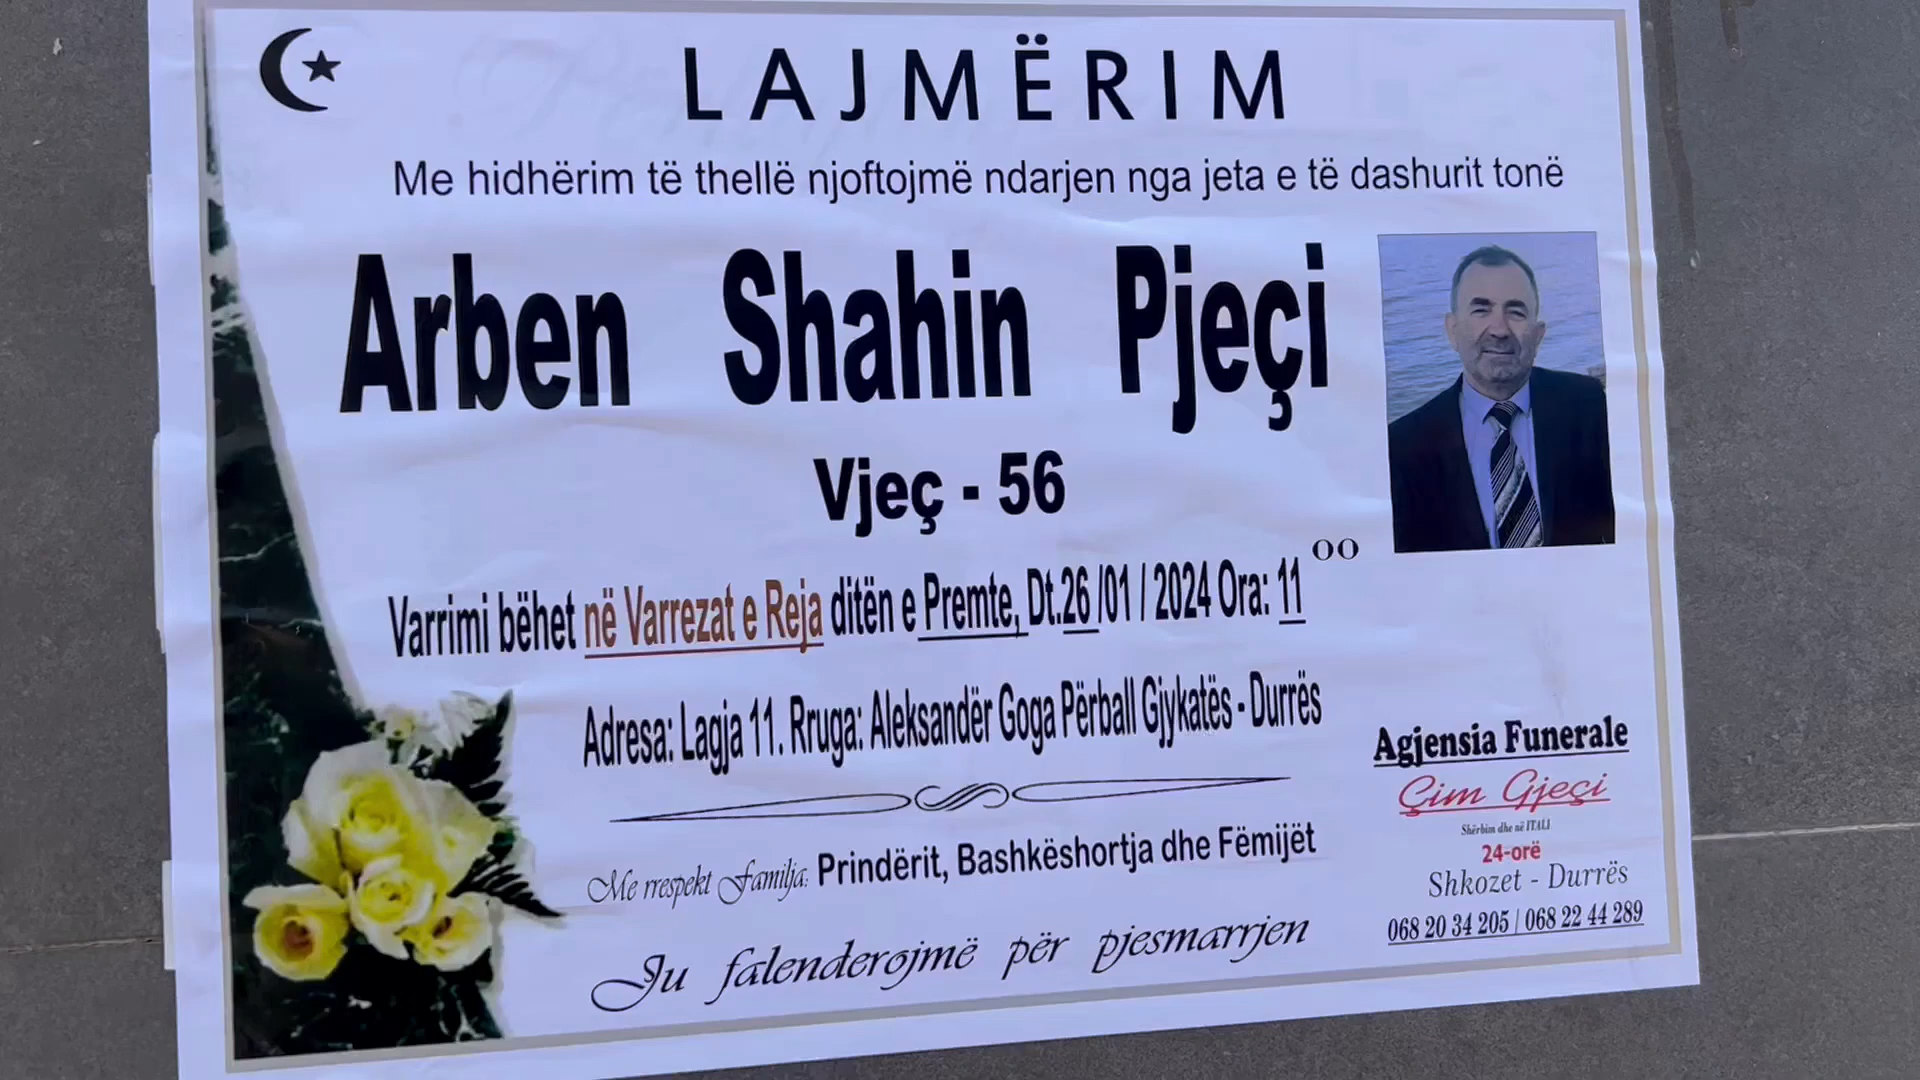 LAJMËRIM
Me hidhërim të thellë njoftojmë ndarjen nga jeta e të dashurit tonë
Arben Shahin Pjeçi
Vjeç - 56
Varrimi bëhet në Varrezat e Reja ditën e Premte, Dt.26 /01 / 2024 Ora: 11 00
Adresa: Lagja 11. Rruga: Aleksandër Goga Përball Gjykatës - Durrës
Me rrespekt Familja: Prindërit, Bashkëshortja dhe Fëmijët
Ju falenderojmë për pjesmarrjen
Agjensia Funerale
Çim Gjeçi
Shërbim dhe në ITALI
24-orë
Shkozet - Durrës
068 20 34 205 / 068 22 44 289